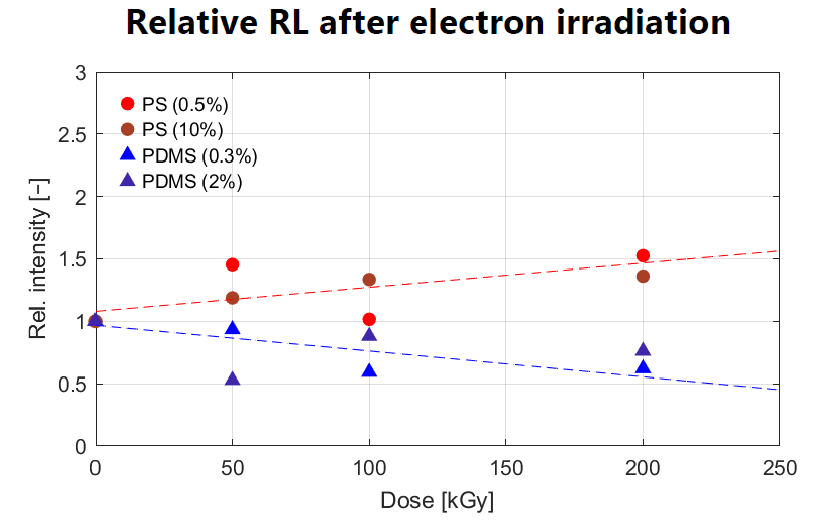 Relative RL after electron irradiation
3
2.5
2
1.5
1
0.5
0
Rel. intensity [−]
PS (0.5%)
PS (10%)
PDMS (0.3%)
PDMS (2%)
0 50 100 150 200 250
Dose [kGy]